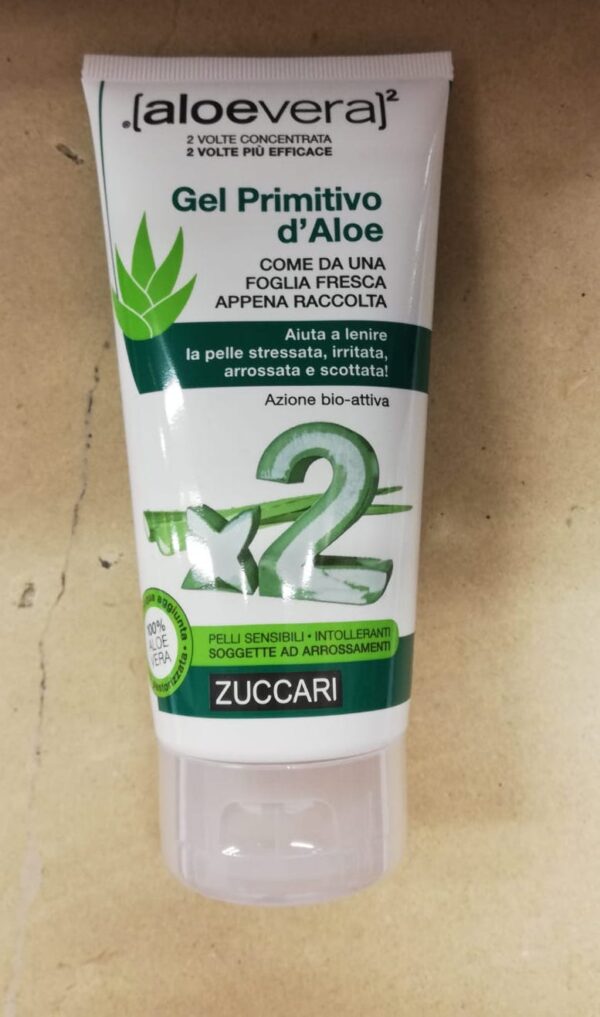 .[aloevera]²
2 VOLTE CONCENTRATA
2 VOLTE PIÙ EFFICACE
Gel Primitivo
d'Aloe
COME DA UNA
FOGLIA FRESCA
APPENA RACCOLTA
Aiuta a lenire
la pelle stressata, irritata,
arrossata e scottata!
Azione bio-attiva
x2
aggiunta
100%
ALOE
VERA
PELLI SENSIBILI • INTOLLERANTI
SOGGETTE AD ARROSSAMENTI
ZUCCARI